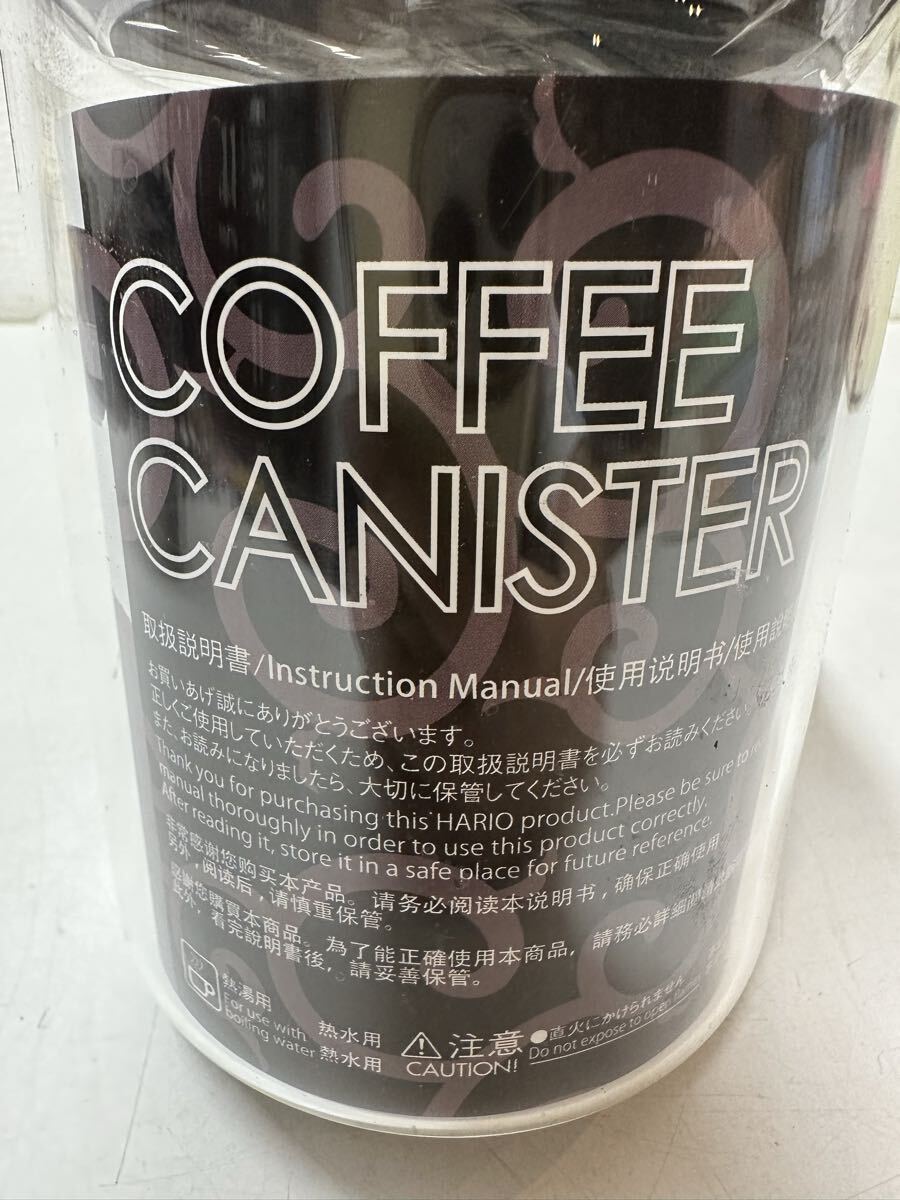 COFFEE
CANISTER
取扱説明書/Instruction Manual/使用说明书/使用說明
お買いあげ誠にありがとうございます。
正しくご使用していただくため、この取扱説明書を必ずお読みください。
また、お読みになりましたら、大切に保管してください。
Thank you for purchasing this HARIO product.Please be sure to
manual thoroughly in order to use this product correctly.
After reading it, store it in a safe place for future reference.
非常感谢您购买本产品。请务必阅读本说明书，确保正确使用
另外，阅读后，请慎重保管。
感謝您購買本商品。為了能正確使用本商品，請務必詳細閱讀
此外，看完說明書後，請妥善保管。
熱湯用
For use with
boiling water
热水用
熱水用
注意
CAUTION!
●直火にかけられません
Do not expose to open flame